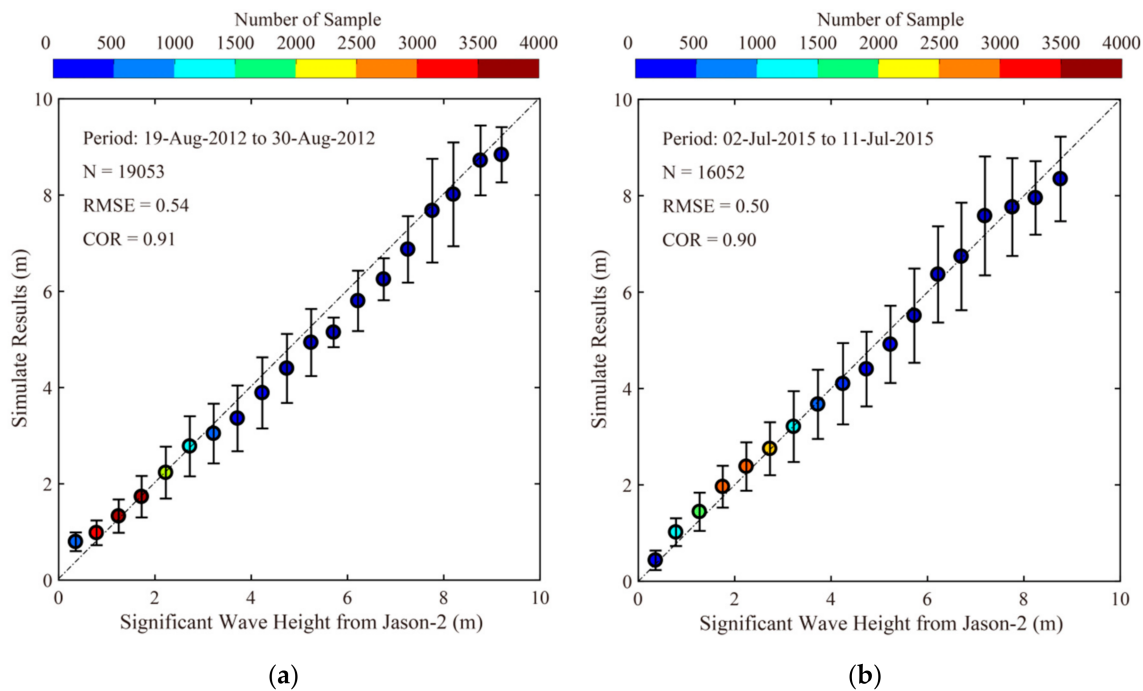 Number of Sample
0 500 1000 1500 2000 2500 3000 3500 4000
10
8
6
4
2
0
Simulate Results (m)
Period: 19-Aug-2012 to 30-Aug-2012
N = 19053
RMSE = 0.54
COR = 0.91
0 2 4 6 8 10
Significant Wave Height from Jason-2 (m)
(a)
Number of Sample
0 500 1000 1500 2000 2500 3000 3500 4000
10
8
6
4
2
0
Simulate Results (m)
Period: 02-Jul-2015 to 11-Jul-2015
N = 16052
RMSE = 0.50
COR = 0.90
0 2 4 6 8 10
Significant Wave Height from Jason-2 (m)
(b)